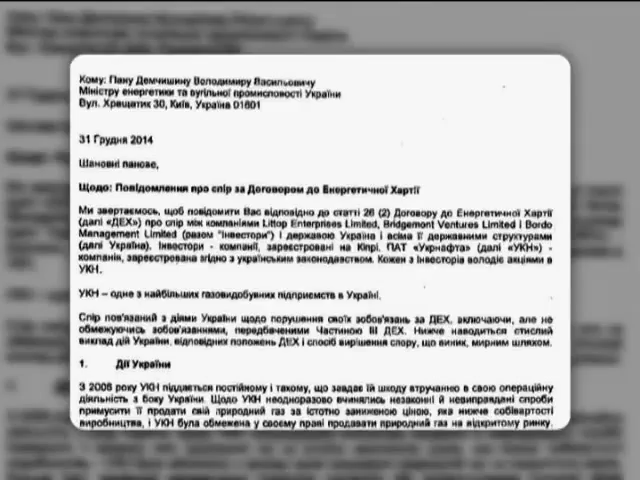 Кому: Пану Демчишину Володимиру Васильовичу
Міністру енергетики та вугільної промисловості України
Вул. Хрещатик 30, Київ, Україна 01601
31 Грудня 2014
Шановні панове,
Щодо: Повідомлення про спір за Договором до Енергетичної Хартії
Ми звертаємось, щоб повідомити Вас відповідно до статті 26 (2) Договору до Енергетичної Хартії
(далі «ДЕХ») про спір між компаніями Littop Enterprises Limited, Bridgemont Ventures Limited і Bordo
Management Limited (разом "Інвестори") і державою Україна і всіма її державними структурами
(далі Україна). Інвестори - компанії, зареєстровані на Кіпрі. ПАТ «Укрнафта» (далі «УКН») -
компанія, зареєстрована згідно з українським законодавством. Кожен з Інвесторів володіє акціями в
УКН.
УКН – одне з найбільших газовидобувних підприємств в Україні.
Спір пов'язаний з діями України щодо порушення своїх зобов'язань за ДЕХ, включаючи, але не
обмежуючись зобов'язаннями, передбаченими Частиною III ДЕХ. Нижче наводиться стислий
виклад дій України, відповідних положень ДЕХ і спосіб вирішення спору, що виник, мирним шляхом.
1. Дії України
З 2006 року УКН піддається постійному і такому, що завдає їй шкоду втручанню в свою операційну
діяльність з боку України. Щодо УКН неодноразово вчинялись незаконні й невиправдані спроби
примусити її продати свій природний газ за істотно заниженою ціною, яка нижче собівартості
виробництва, і УКН була обмежена у своєму праві продавати природний газ на відкритому ринку.